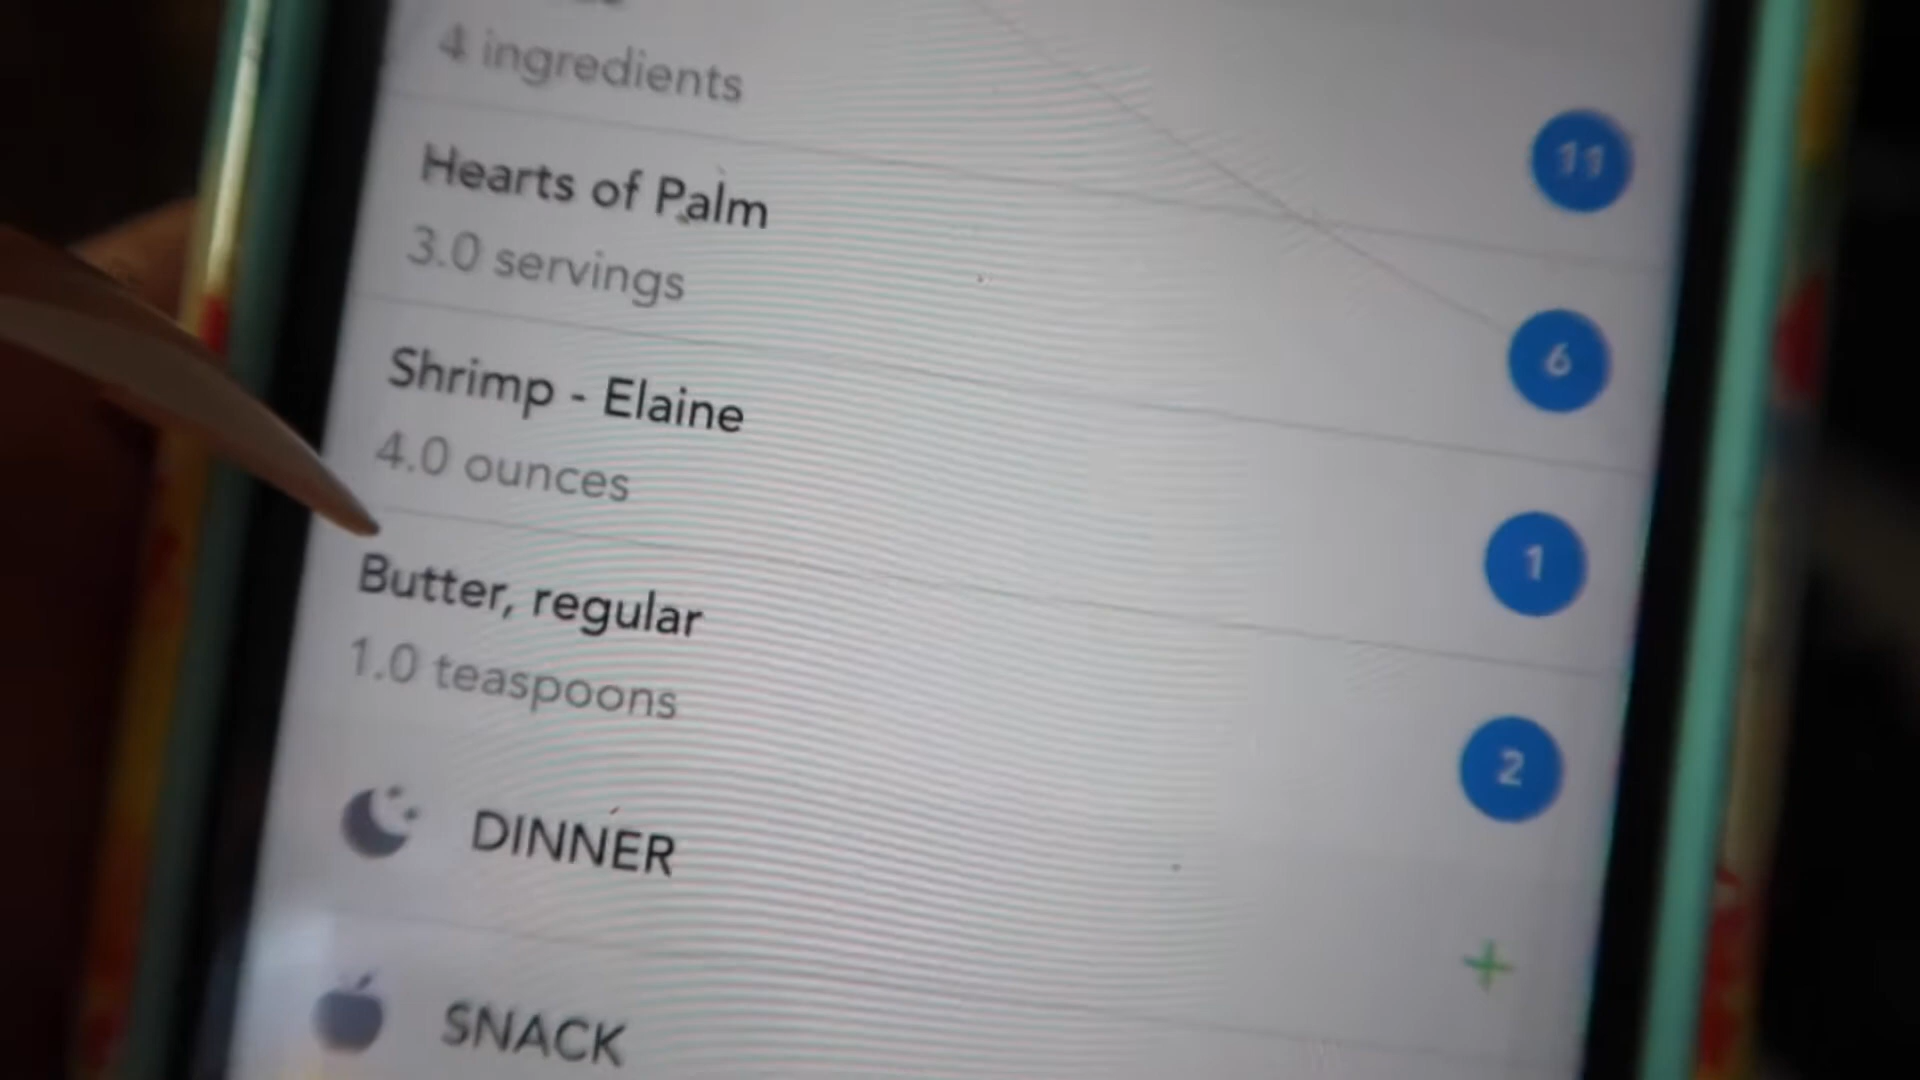 4 ingredients
11
Hearts of Palm
3.0 servings
6
Shrimp - Elaine
4.0 ounces
1
Butter, regular
1.0 teaspoons
2
DINNER
+
SNACK